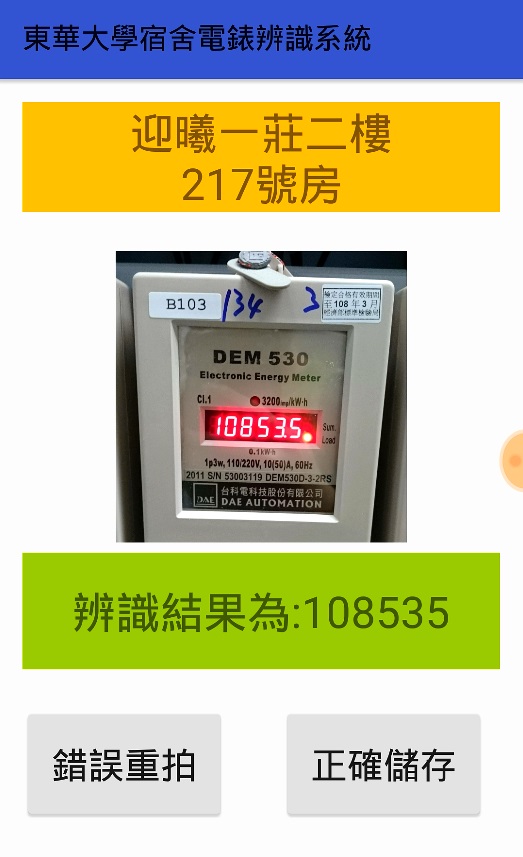 東華大學宿舍電錶辨識系統
迎曦一莊二樓
217號房
B103 134 3
檢定合格有效期間
至 108 年 3 月
經濟部標準檢驗局
DEM 530
Electronic Energy Meter
Cl.1 3200imp/kW·h
10853.5
Sum.
Load
0.1kW·h
1p3w, 110/220V, 10(50)A, 60Hz
2011 S/N 53003119 DEM530D-3-2RS
DAE 台科電科技股份有限公司
DAE AUTOMATION
辨識結果為:108535
錯誤重拍 正確儲存